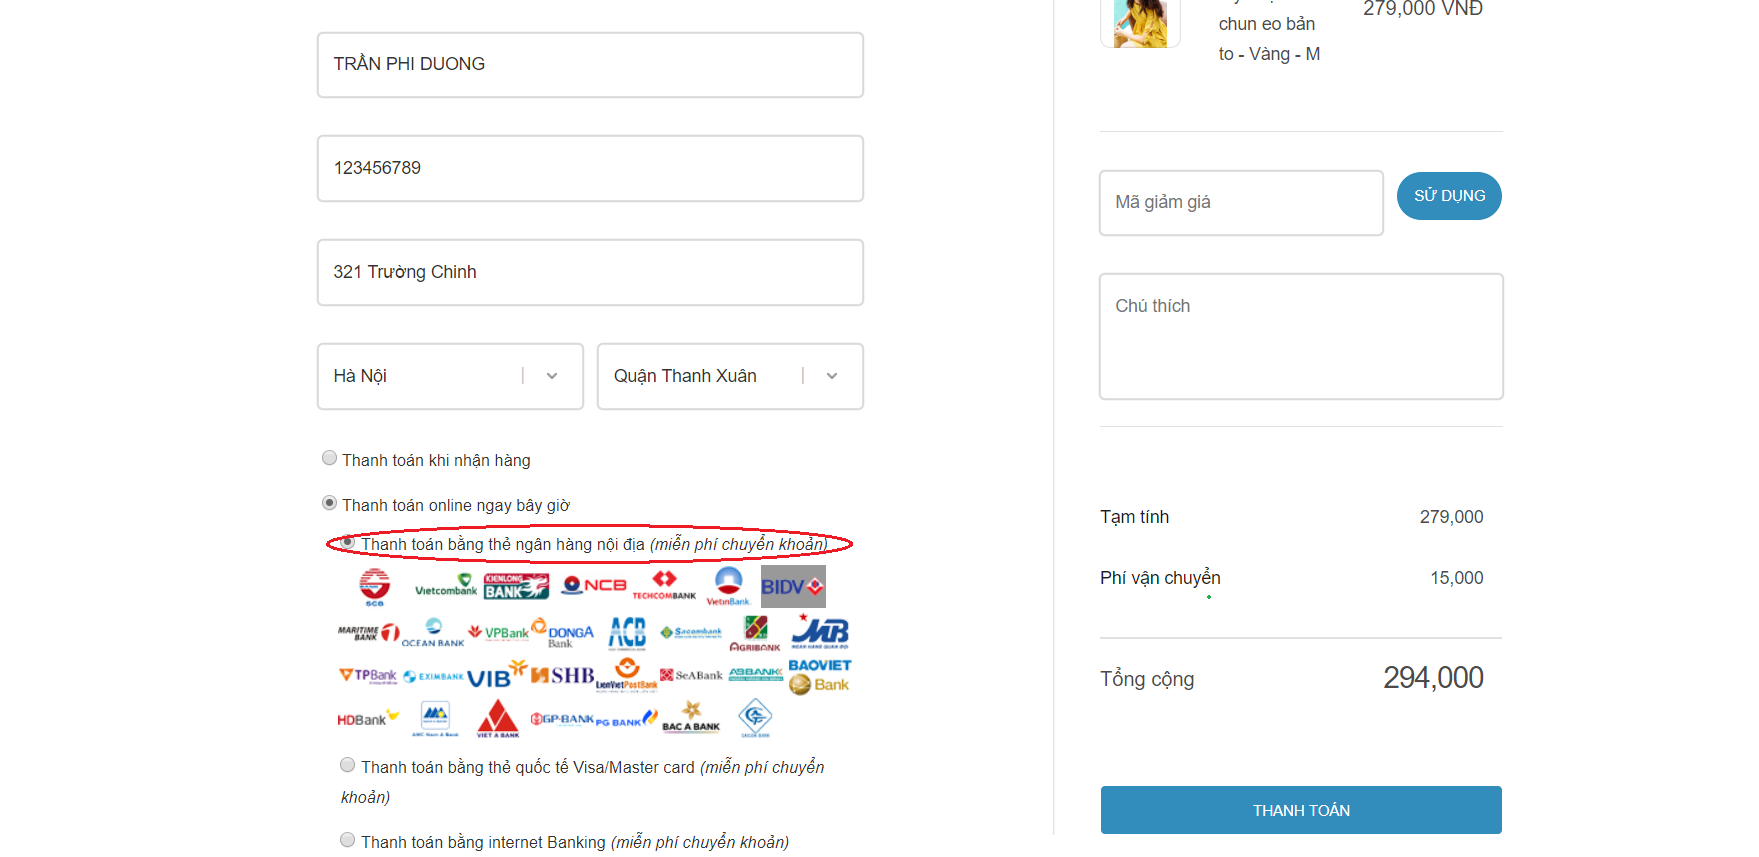 TRẦN PHI DUONG
123456789
321 Trường Chinh
Hà Nội
Quận Thanh Xuân
Thanh toán khi nhận hàng
Thanh toán online ngay bây giờ
Thanh toán bằng thẻ ngân hàng nội địa (miễn phí chuyển khoản)
SCB
Vietcombank
KIENLONG BANK
NCB
TECHCOMBANK
VietinBank
BIDV
MARITIME BANK
OCEAN BANK
VPBank
DONGA Bank
ACB
Sacombank
AGRIBANK
MB
TPBank
EXIMBANK
VIB
SHB
LienVietPostBank
SeABank
ABBANK
BAOVIET Bank
HDBank
VIET A BANK
GP-BANK
PG BANK
BAC A BANK
Thanh toán bằng thẻ quốc tế Visa/Master card (miễn phí chuyển
khoản)
Thanh toán bằng internet Banking (miễn phí chuyển khoản)
279,000 VNĐ
chun eo bản
to - Vàng - M
Mã giảm giá
SỬ DỤNG
Chú thích
Tạm tính 279,000
Phí vận chuyển 15,000
Tổng cộng 294,000
THANH TOÁN